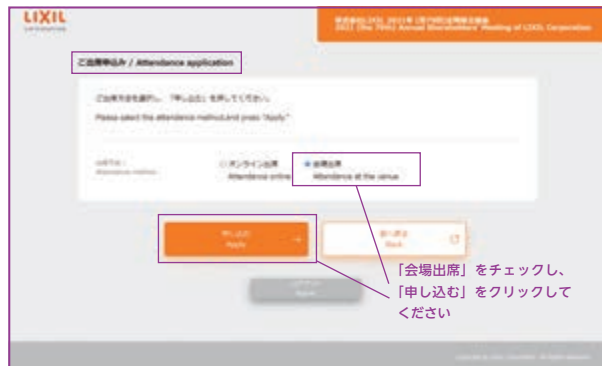 LIXIL
株式会社LIXIL 2021年(第79回)定時株主総会
2021 (the 79th) Annual Shareholders' Meeting of LIXIL Corporation
ご出席申込み / Attendance application
ご出席方法を選択し、「申し込む」を押してください。
Please select the attendance method,and press "Apply."
Attendance method
オンライン出席
会場出席
Attendance online
Attendance at the venue
申し込む
Apply
Back
「会場出席」をチェックし、
「申し込む」をクリックして
ください